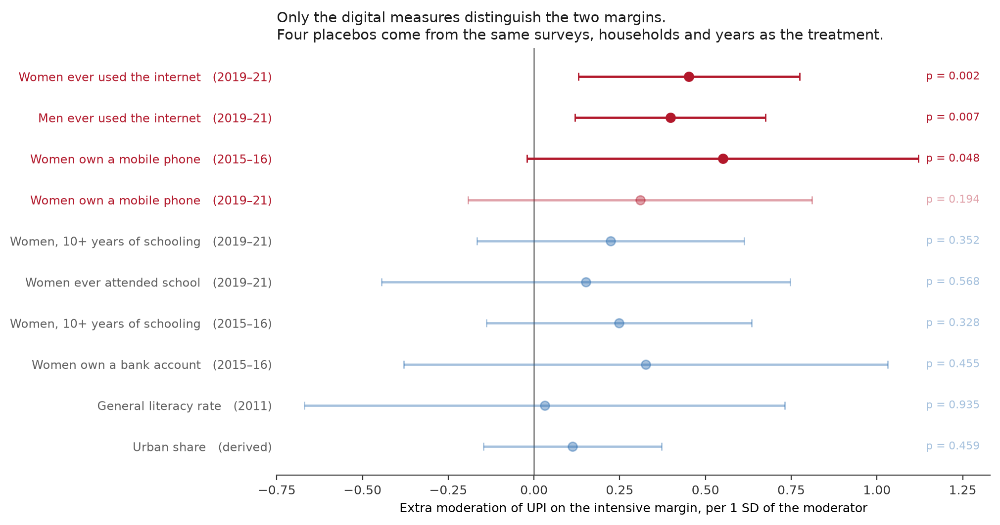 Only the digital measures distinguish the two margins.
Four placebos come from the same surveys, households and years as the treatment.
Women ever used the internet (2019–21) p = 0.002
Men ever used the internet (2019–21) p = 0.007
Women own a mobile phone (2015–16) p = 0.048
Women own a mobile phone (2019–21) p = 0.194
Women, 10+ years of schooling (2019–21) p = 0.352
Women ever attended school (2019–21) p = 0.568
Women, 10+ years of schooling (2015–16) p = 0.328
Women own a bank account (2015–16) p = 0.455
General literacy rate (2011) p = 0.935
Urban share (derived) p = 0.459
−0.75 −0.50 −0.25 0.00 0.25 0.50 0.75 1.00 1.25
Extra moderation of UPI on the intensive margin, per 1 SD of the moderator